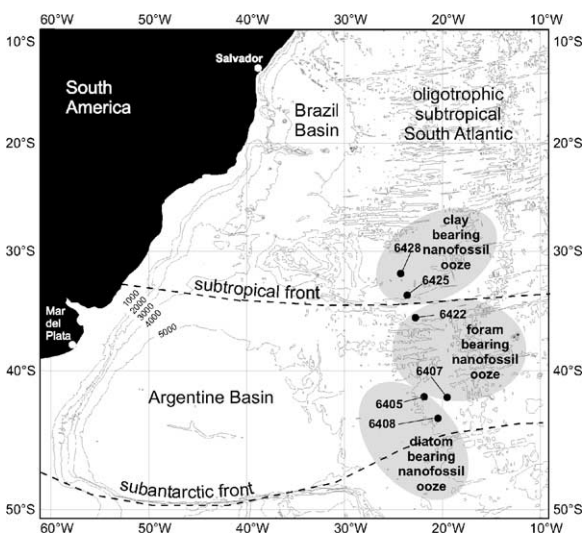 60°W 50°W 40°W 30°W 20°W 10°W
10°S 10°S
Salvador
South
America
Brazil
Basin
oligotrophic
subtropical
South Atlantic
20°S 20°S
clay
bearing
nanofossil
ooze
6428
6425
30°S 30°S
subtropical front
1000
2000
3000
4000
5000
Mar
del
Plata
6422
foram
bearing
nanofossil
ooze
6407
40°S 40°S
Argentine Basin
6405
6408
diatom
bearing
nanofossil
ooze
subantarctic front
50°S 50°S
60°W 50°W 40°W 30°W 20°W 10°W